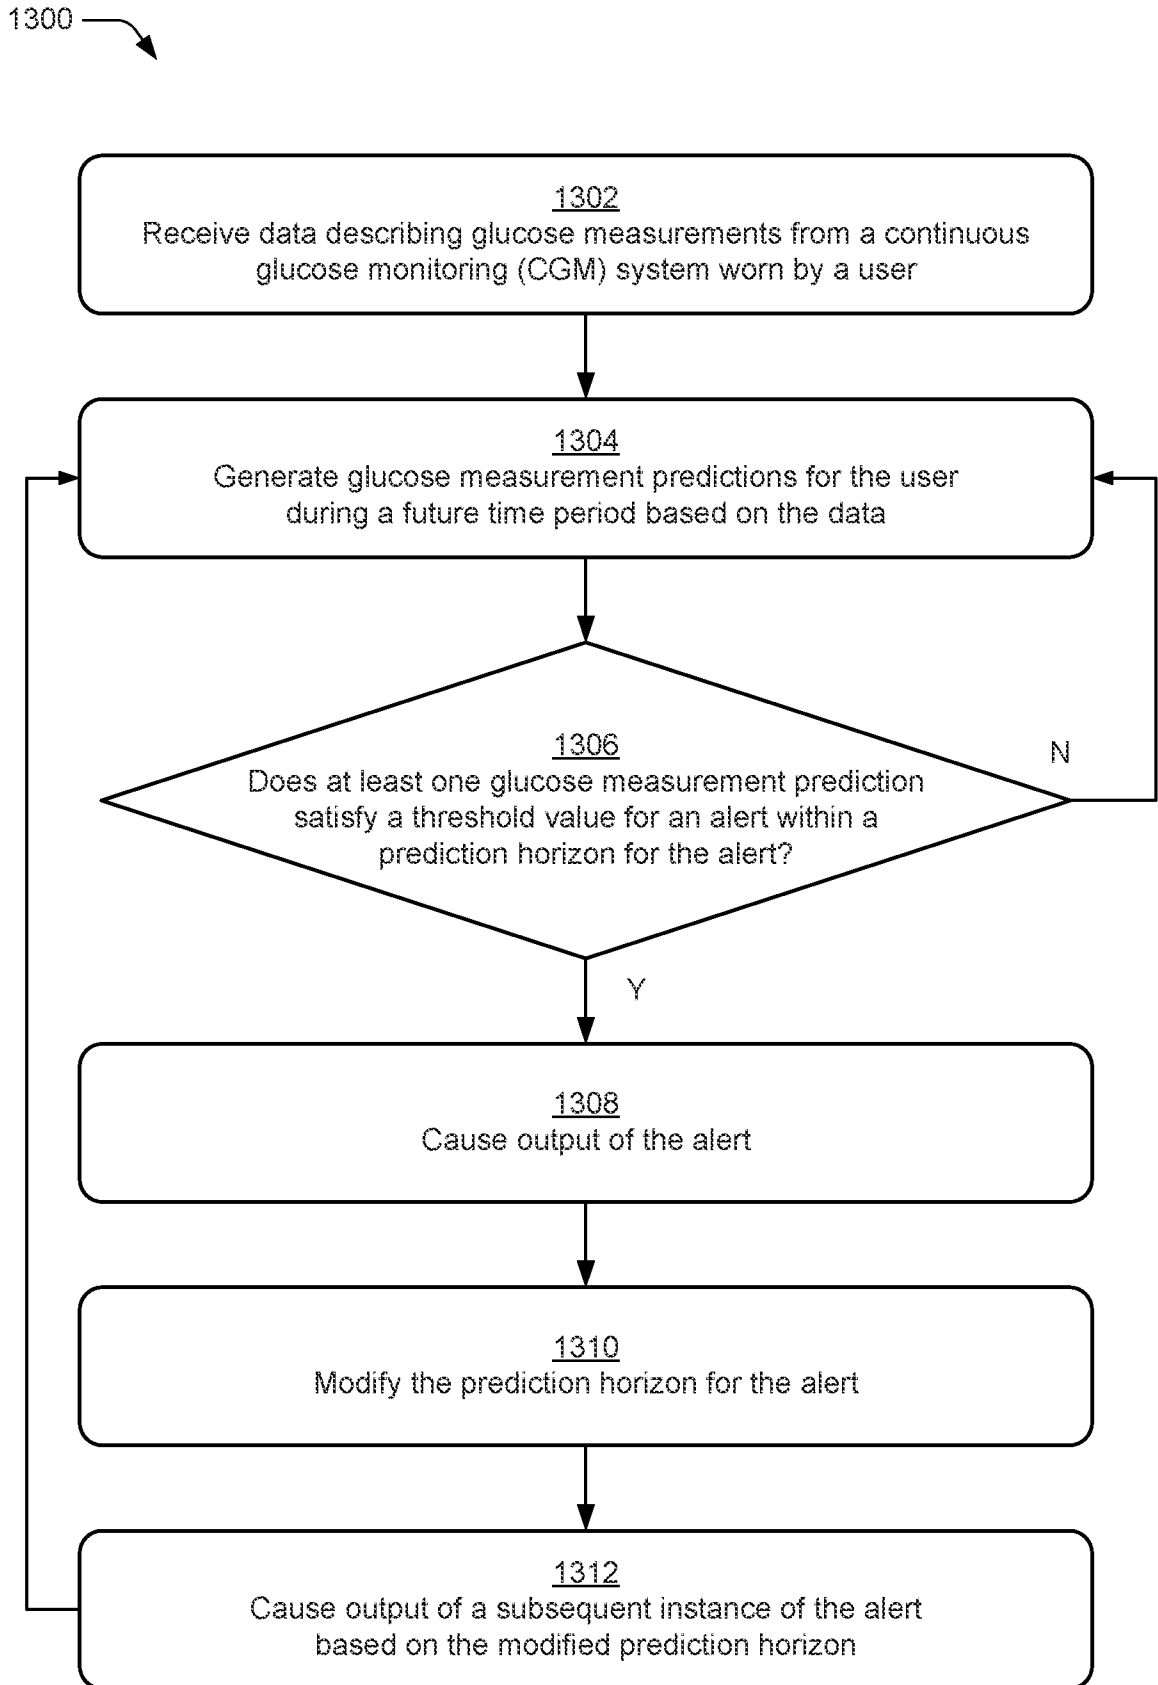 1300
1302
Receive data describing glucose measurements from a continuous
glucose monitoring (CGM) system worn by a user
1304
Generate glucose measurement predictions for the user
during a future time period based on the data
1306
Does at least one glucose measurement prediction
satisfy a threshold value for an alert within a
prediction horizon for the alert?
N
Y
1308
Cause output of the alert
1310
Modify the prediction horizon for the alert
1312
Cause output of a subsequent instance of the alert
based on the modified prediction horizon